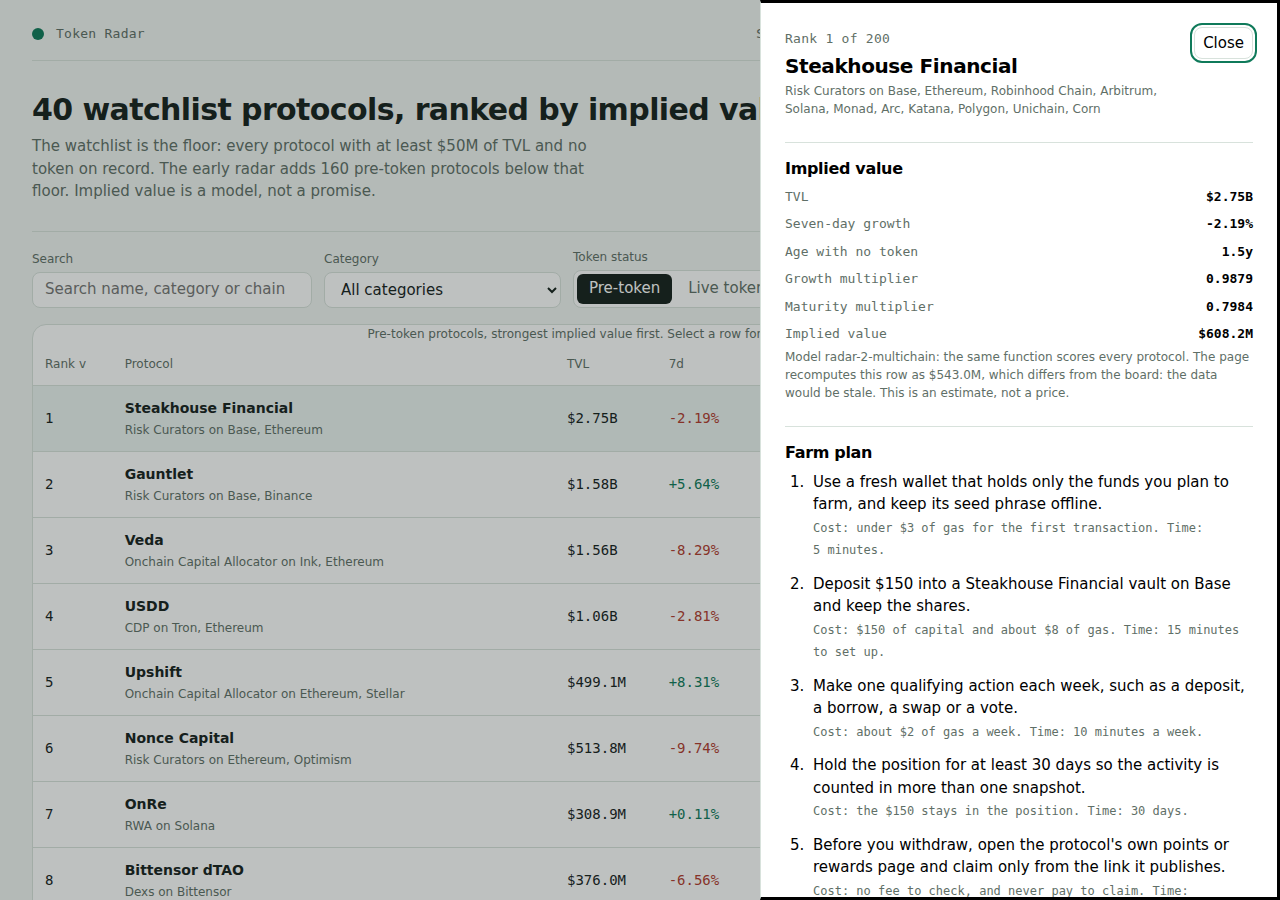 Token Radar
40 watchlist protocols, ranked by implied va
The watchlist is the floor: every protocol with at least $50M of TVL and no
token on record. The early radar adds 160 pre-token protocols below that
floor. Implied value is a model, not a promise.
Search
Category
Token status
Search name, category or chain
All categories
Pre-token
Live token
Pre-token protocols, strongest implied value first. Select a row for
Rank v
Protocol
TVL
7d
1
Steakhouse Financial
Risk Curators on Base, Ethereum
$2.75B
-2.19%
2
Gauntlet
Risk Curators on Base, Binance
$1.58B
+5.64%
3
Veda
Onchain Capital Allocator on Ink, Ethereum
$1.56B
-8.29%
4
USDD
CDP on Tron, Ethereum
$1.06B
-2.81%
5
Upshift
Onchain Capital Allocator on Ethereum, Stellar
$499.1M
+8.31%
6
Nonce Capital
Risk Curators on Ethereum, Optimism
$513.8M
-9.74%
7
OnRe
RWA on Solana
$308.9M
+0.11%
8
Bittensor dTAO
Dexs on Bittensor
$376.0M
-6.56%
Rank 1 of 200
Close
Steakhouse Financial
Risk Curators on Base, Ethereum, Robinhood Chain, Arbitrum,
Solana, Monad, Arc, Katana, Polygon, Unichain, Corn
Implied value
TVL
$2.75B
Seven-day growth
-2.19%
Age with no token
1.5y
Growth multiplier
0.9879
Maturity multiplier
0.7984
Implied value
$608.2M
Model radar-2-multichain: the same function scores every protocol. The page
recomputes this row as $543.0M, which differs from the board: the data
would be stale. This is an estimate, not a price.
Farm plan
1. Use a fresh wallet that holds only the funds you plan to
farm, and keep its seed phrase offline.
Cost: under $3 of gas for the first transaction. Time:
5 minutes.
2. Deposit $150 into a Steakhouse Financial vault on Base
and keep the shares.
Cost: $150 of capital and about $8 of gas. Time: 15 minutes
to set up.
3. Make one qualifying action each week, such as a deposit,
a borrow, a swap or a vote.
Cost: about $2 of gas a week. Time: 10 minutes a week.
4. Hold the position for at least 30 days so the activity is
counted in more than one snapshot.
Cost: the $150 stays in the position. Time: 30 days.
5. Before you withdraw, open the protocol's own points or
rewards page and claim only from the link it publishes.
Cost: no fee to check, and never pay to claim. Time: